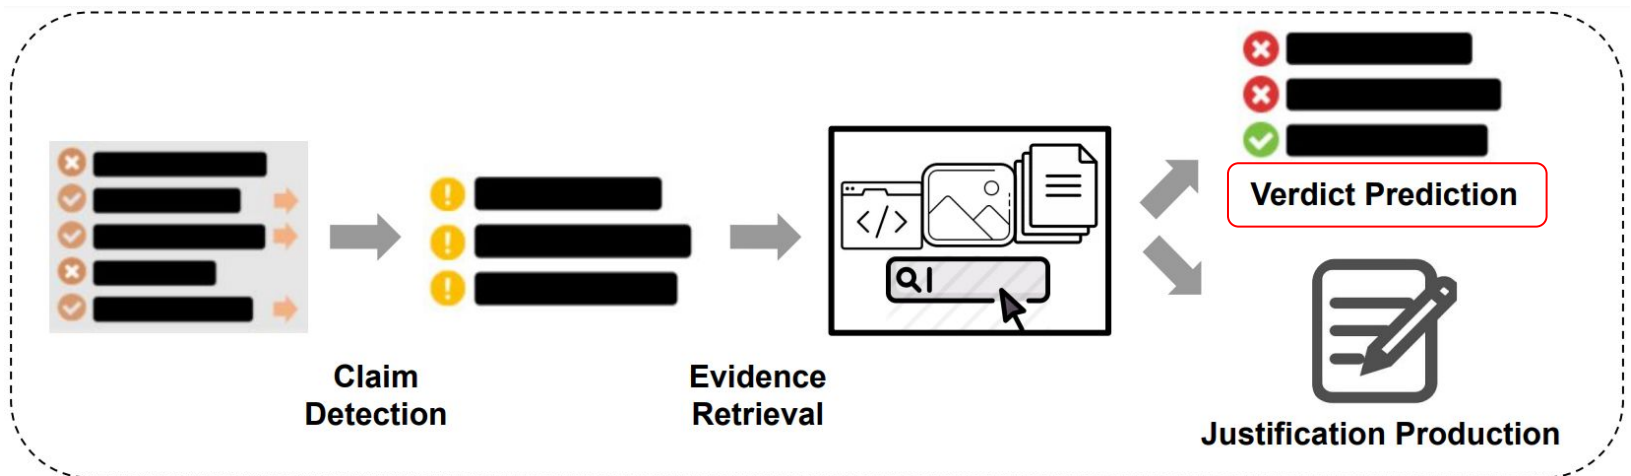 Claim
Detection
Evidence
Retrieval
</>
Verdict Prediction
Justification Production